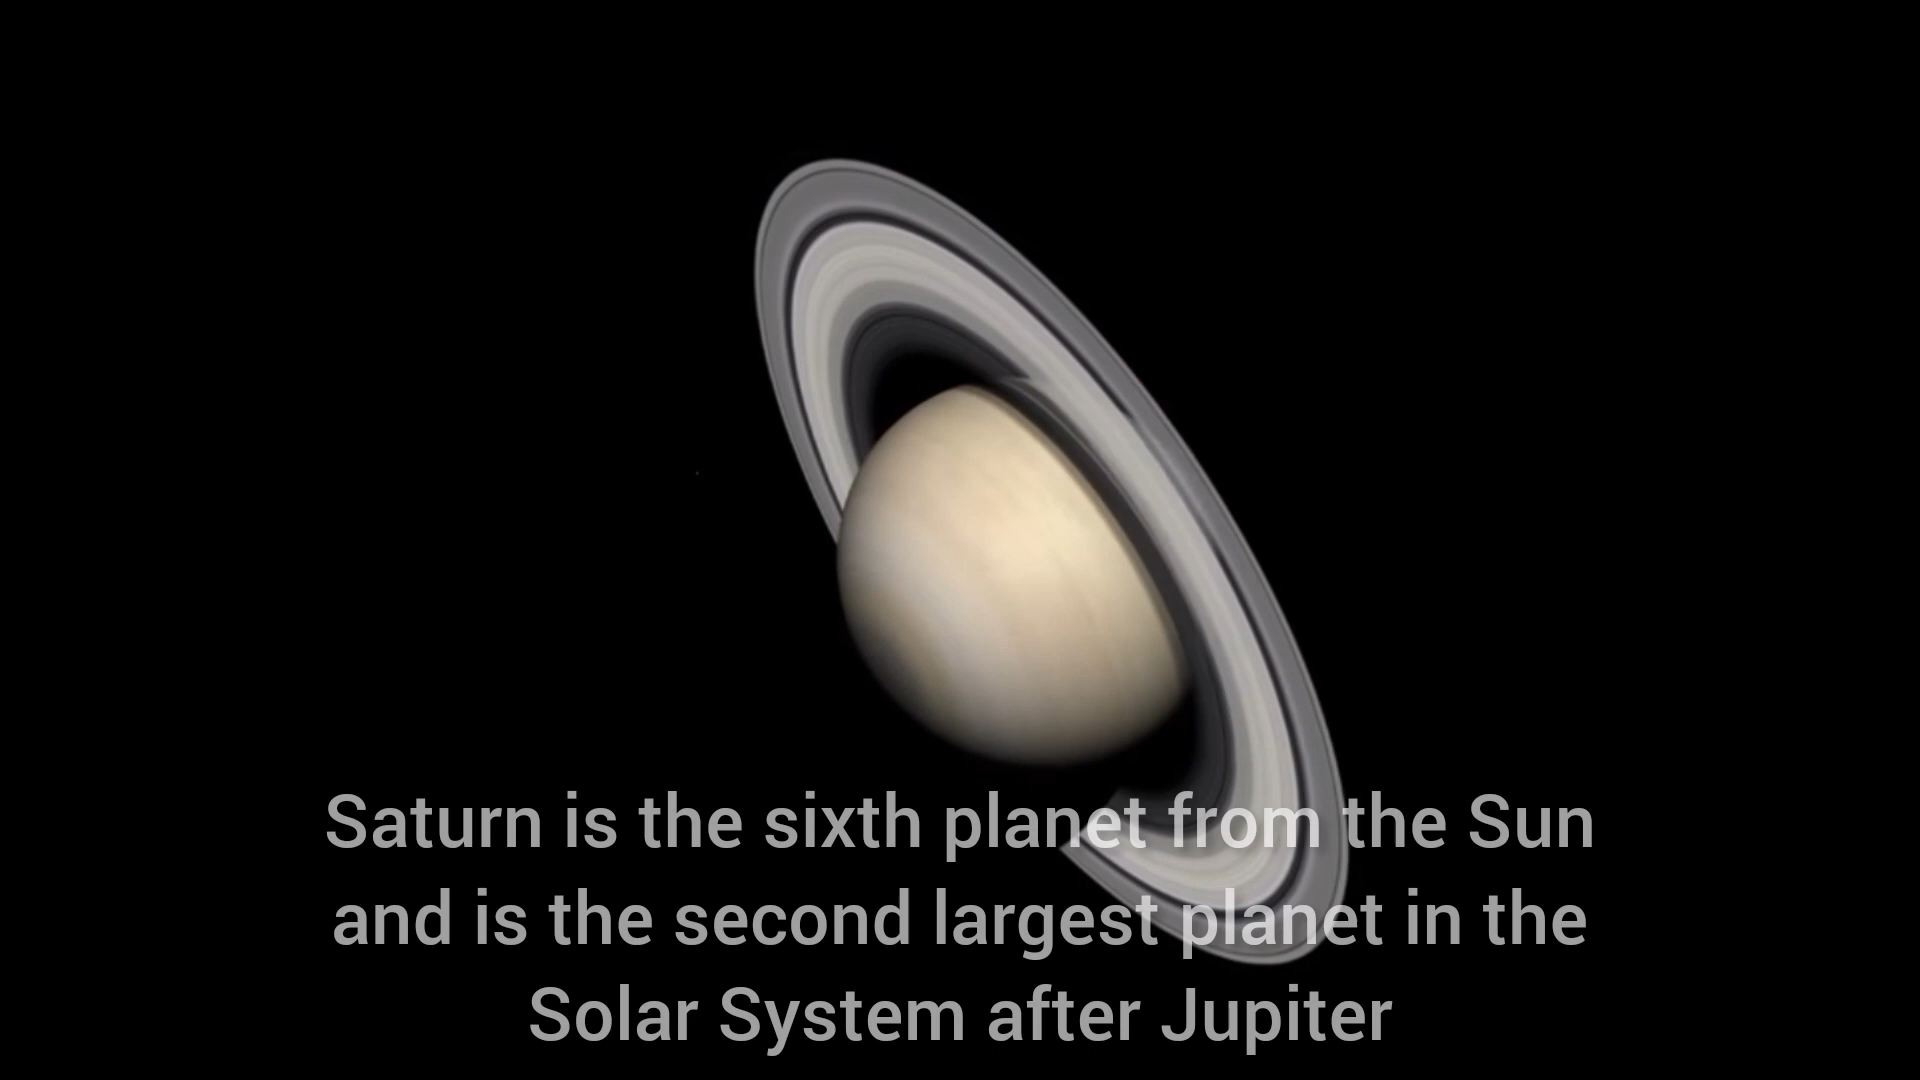 Saturn is the sixth planet from the Sun
and is the second largest planet in the
Solar System after Jupiter